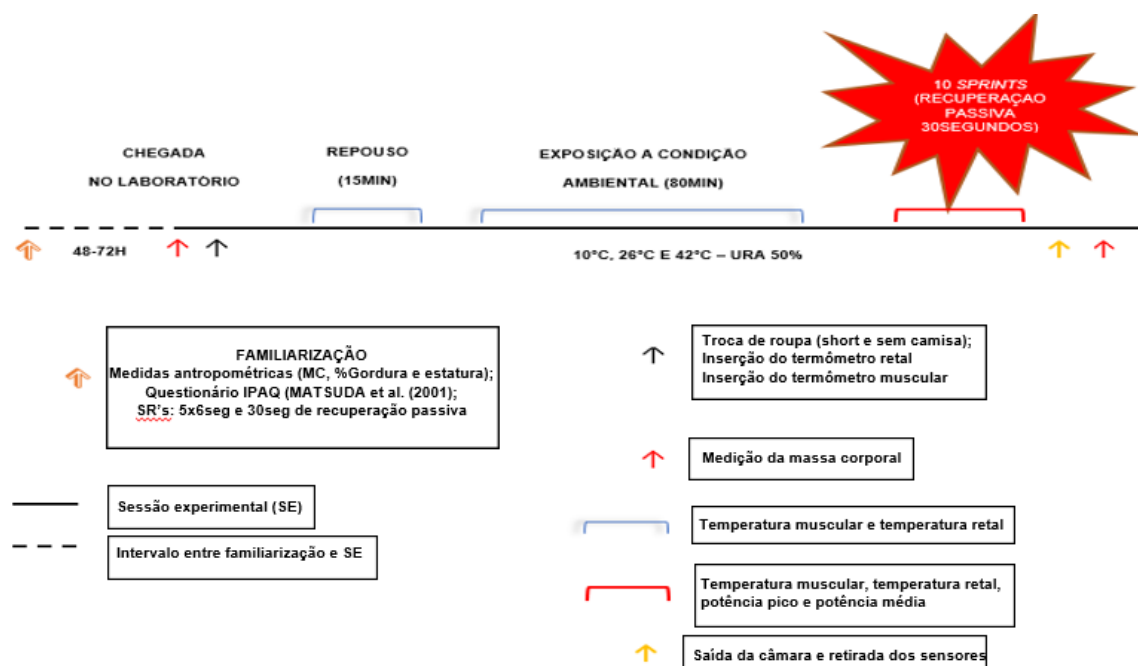 10 SPRINTS
(RECUPERAÇAO
PASSIVA
30SEGUNDOS)
CHEGADA
NO LABORATÓRIO
REPOUSO
(15MIN)
EXPOSIÇÃO A CONDIÇÃO
AMBIENTAL (80MIN)
48-72H
10°C, 26°C E 42°C – URA 50%
FAMILIARIZAÇÃO
Medidas antropométricas (MC, %Gordura e estatura);
Questionário IPAQ (MATSUDA et al. (2001);
SR's: 5x6seg e 30seg de recuperação passiva
Troca de roupa (short e sem camisa);
Inserção do termômetro retal
Inserção do termômetro muscular
Medição da massa corporal
Sessão experimental (SE)
Intervalo entre familiarização e SE
Temperatura muscular e temperatura retal
Temperatura muscular, temperatura retal,
potência pico e potência média
Saída da câmara e retirada dos sensores